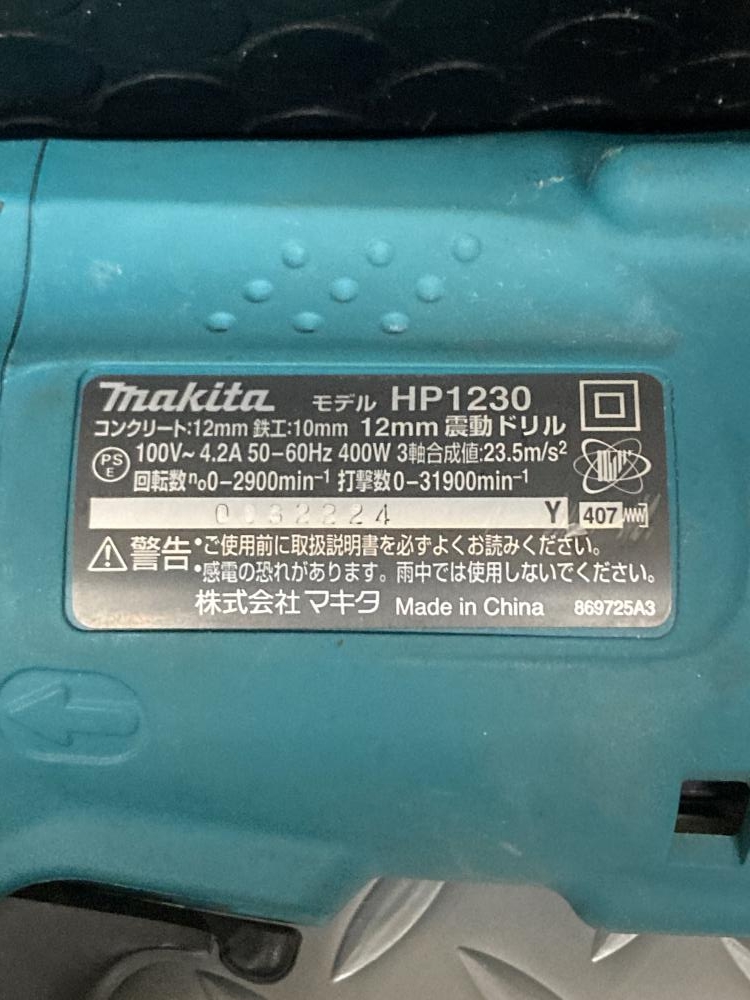 makita モデル HP1230
コンクリート:12mm 鉄工:10mm 12mm 震動ドリル
PS E 100V~ 4.2A 50-60Hz 400W 3軸合成値:23.5m/s²
回転数 n₀0-2900min⁻¹ 打撃数0-31900min⁻¹
Y 407
警告 •ご使用前に取扱説明書を必ずよくお読みください。
•感電の恐れがあります。雨中では使用しないでください。
株式会社 マキタ Made in China 869725A3